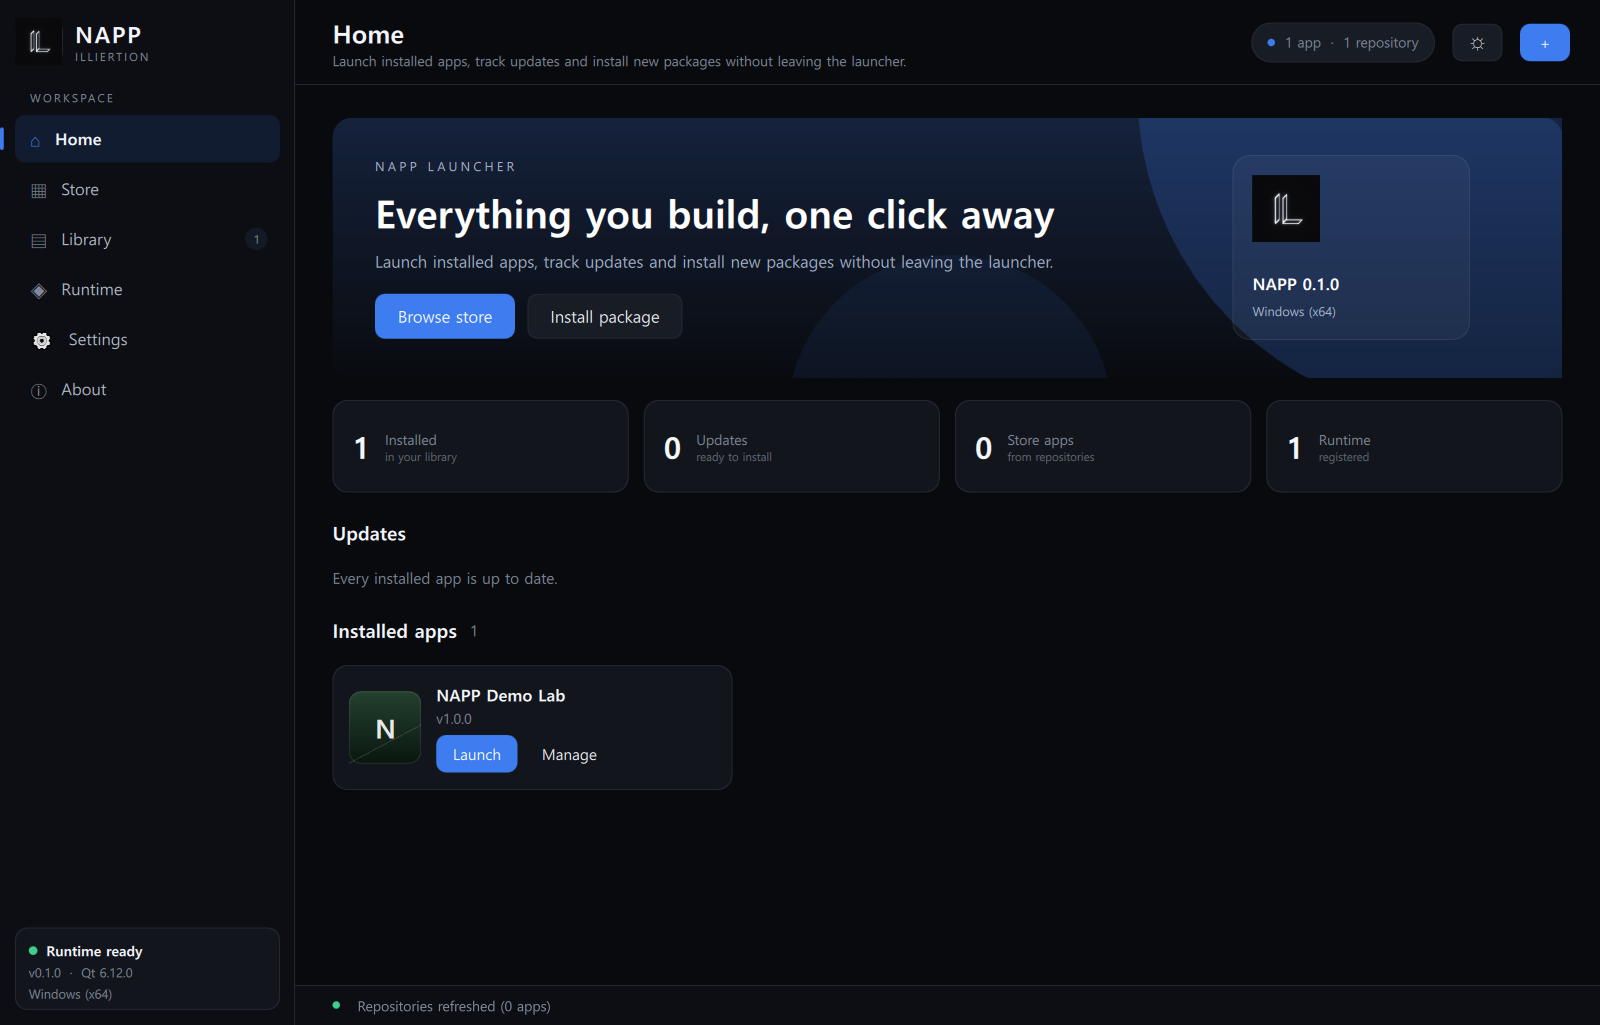 NAPP
ILLIERTION
WORKSPACE
Home
Store
Library 1
Runtime
Settings
About
Runtime ready
v0.1.0 · Qt 6.12.0
Windows (x64)
Home
Launch installed apps, track updates and install new packages without leaving the launcher.
1 app · 1 repository
+
NAPP LAUNCHER
Everything you build, one click away
Launch installed apps, track updates and install new packages without leaving the launcher.
Browse store
Install package
NAPP 0.1.0
Windows (x64)
1 Installed
in your library
0 Updates
ready to install
0 Store apps
from repositories
1 Runtime
registered
Updates
Every installed app is up to date.
Installed apps 1
N
NAPP Demo Lab
v1.0.0
Launch
Manage
Repositories refreshed (0 apps)